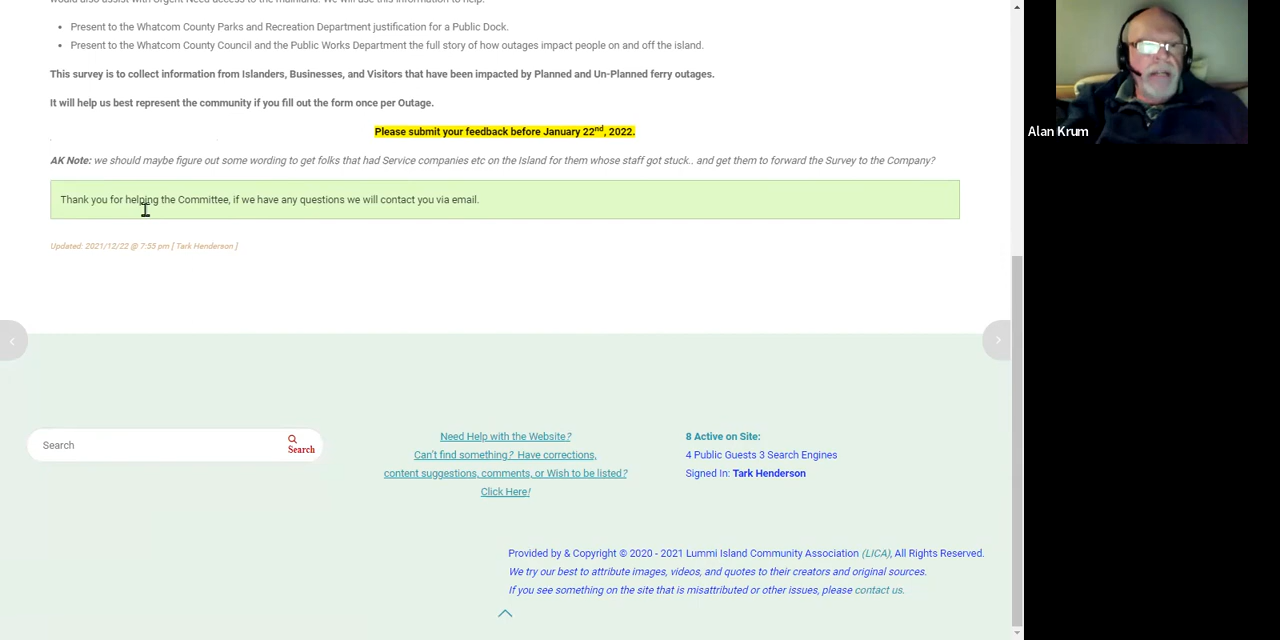 would also assist with Urgent Need access to the mainland. We will use this information to help:
Present to the Whatcom County Parks and Recreation Department justification for a Public Dock.
Present to the Whatcom County Council and the Public Works Department the full story of how outages impact people on and off the island.
This survey is to collect information from Islanders, Businesses, and Visitors that have been impacted by Planned and Un-Planned ferry outages.
It will help us best represent the community if you fill out the form once per Outage.
Please submit your feedback before January 22nd, 2022.
AK Note: we should maybe figure out some wording to get folks that had Service companies etc on the Island for them whose staff got stuck.. and get them to forward the Survey to the Company?
Thank you for helping the Committee, if we have any questions we will contact you via email.
Updated: 2021/12/22 @ 7:55 pm [ Tark Henderson ]
Search
Search
Need Help with the Website?
Can't find something? Have corrections,
content suggestions, comments, or Wish to be listed?
Click Here!
8 Active on Site:
4 Public Guests 3 Search Engines
Signed In: Tark Henderson
Provided by & Copyright © 2020 - 2021 Lummi Island Community Association (LICA), All Rights Reserved.
We try our best to attribute images, videos, and quotes to their creators and original sources.
If you see something on the site that is misattributed or other issues, please contact us.
Alan Krum